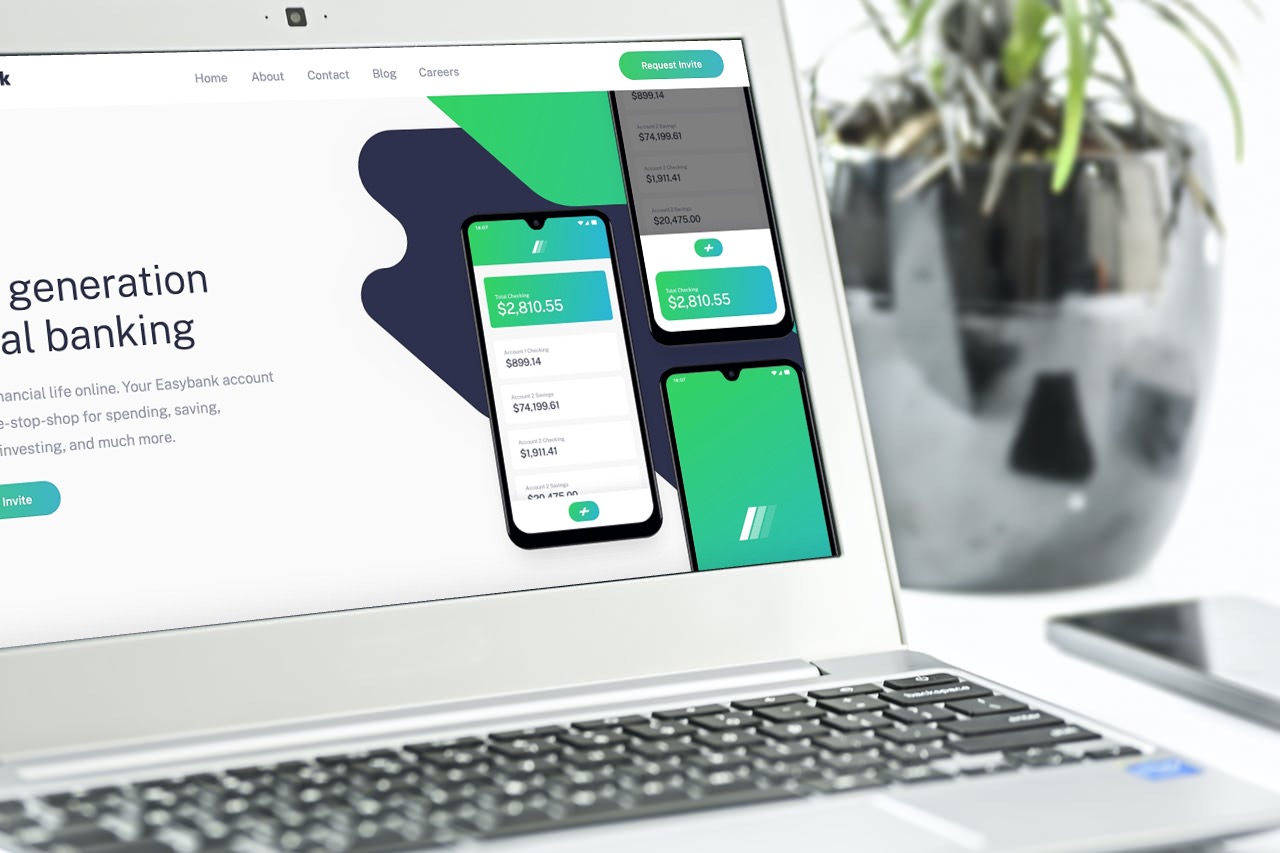 k
Home About Contact Blog Careers
Request Invite
generation
al banking
nancial life online. Your Easybank account
e-stop-shop for spending, saving,
investing, and much more.
Invite
14:07
Total Checking
$2,810.55
Account 1 Checking
$899.14
Account 2 Savings
$74,199.61
Account 2 Checking
$1,911.41
Account 2 Savings
$20,475.00
$899.14
Account 2 Savings
$74,199.61
Account 2 Checking
$1,911.41
Account 2 Savings
$20,475.00
Total Checking
$2,810.55
14:07
backspace
enter